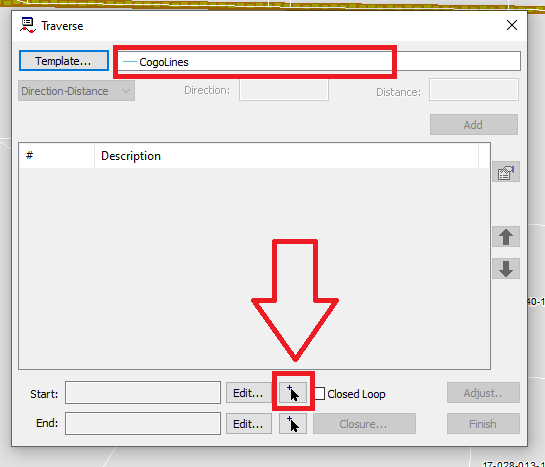 Traverse
Template... CogoLines
Direction-Distance Direction: Distance:
Add
# Description
40-1
Start: Edit... Closed Loop Adjust..
End: Edit... Closure... Finish
17-028-013-1